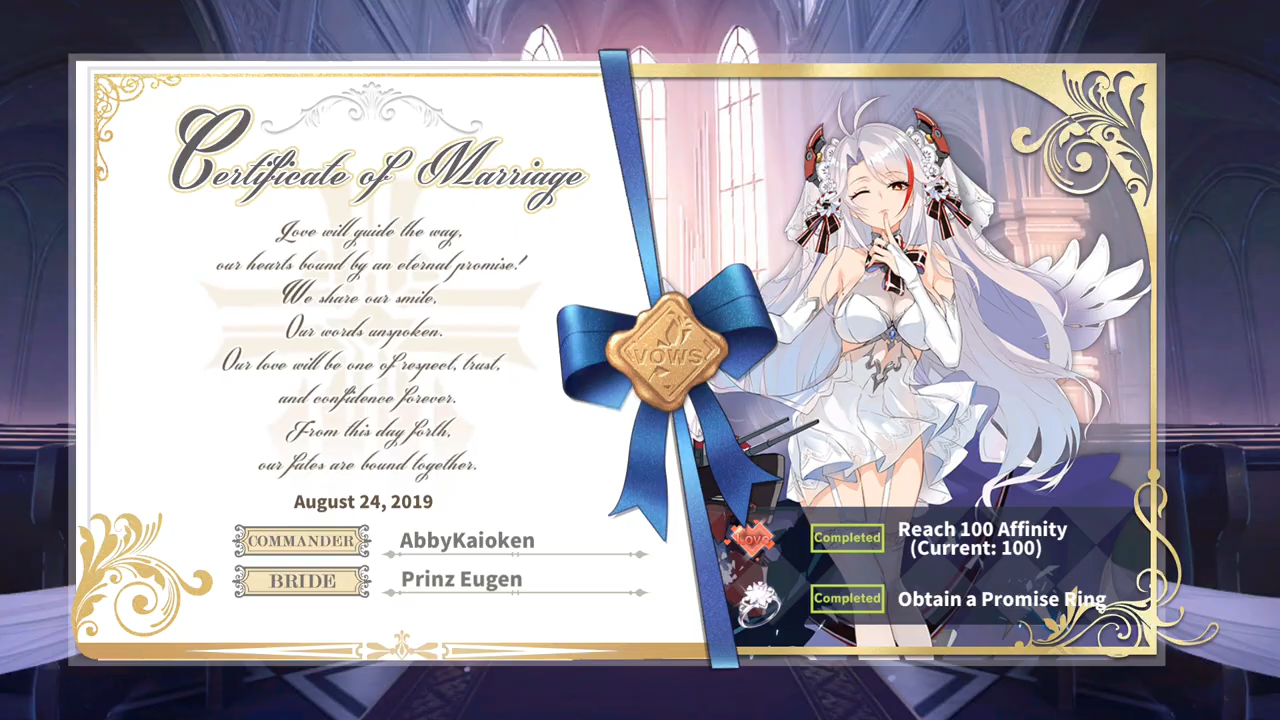 Certificate of Marriage
Love will guide the way,
our hearts bound by an eternal promise!
We share our smile,
Our words unspoken.
Our love will be one of respect, trust,
and confidence forever.
From this day forth,
our fates are bound together.
August 24, 2019
COMMANDER AbbyKaioken
BRIDE Prinz Eugen
VOWS
Love Completed Reach 100 Affinity
(Current: 100)
Completed Obtain a Promise Ring